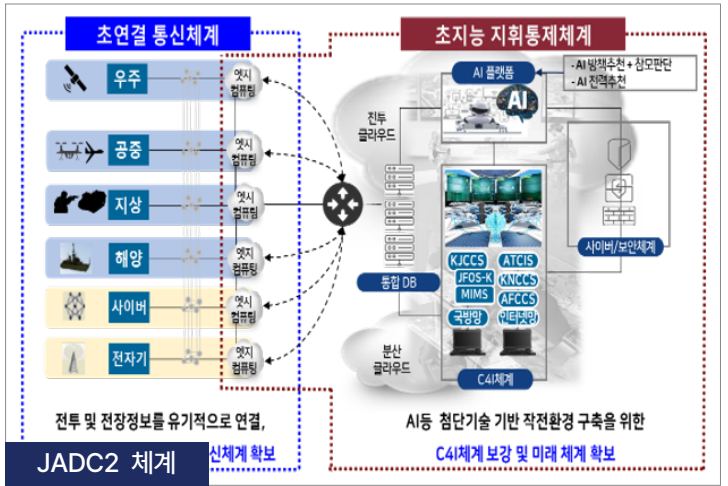 초연결 통신체계
초지능 지휘통제체계
우주
엣지
컴퓨팅
공중
엣지
컴퓨팅
지상
엣지
컴퓨팅
해양
엣지
컴퓨팅
사이버
엣지
컴퓨팅
전자기
엣지
컴퓨팅
전투 및 전장정보를 유기적으로 연결,
신체계 확보
AI 플랫폼
- AI 방책추천 + 참모판단
- AI 전력추천
AI
전투
클라우드
통합 DB
분산
클라우드
KJCCS
ATCIS
JFOS-K
KNCCS
MIMS
AFCCS
국방망
인터넷망
C4I체계
사이버/보안체계
AI등 첨단기술 기반 작전환경 구축을 위한
C4I체계 보강 및 미래 체계 확보
JADC2 체계